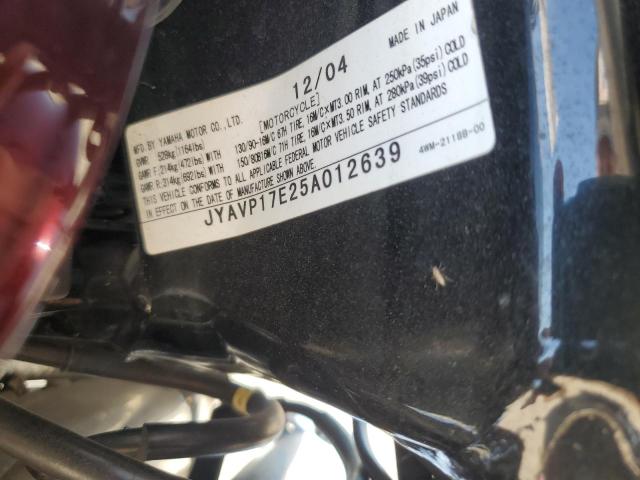 12/04 MADE IN JAPAN
MFD BY YAMAHA MOTOR CO., LTD. [MOTORCYCLE]
GVWR 528kg(1164lbs) WITH 130/90-16M/C 67H TIRE, 16M/C×MT3.00 RIM, AT 250kPa(35psi)COLD
GAWR F:214kg(472lbs) WITH 150/80B16M/C 71H TIRE, 16M/C×MT3.50 RIM, AT 280kPa(39psi)COLD
GAWR R:314kg(692lbs) WITH
THIS VEHICLE CONFORMS TO ALL APPLICABLE FEDERAL MOTOR VEHICLE SAFETY STANDARDS
IN EFFECT ON THE DATE OF MANUFACTURE SHOWN ABOVE.
JYAVP17E25A012639 4WM-2118B-00